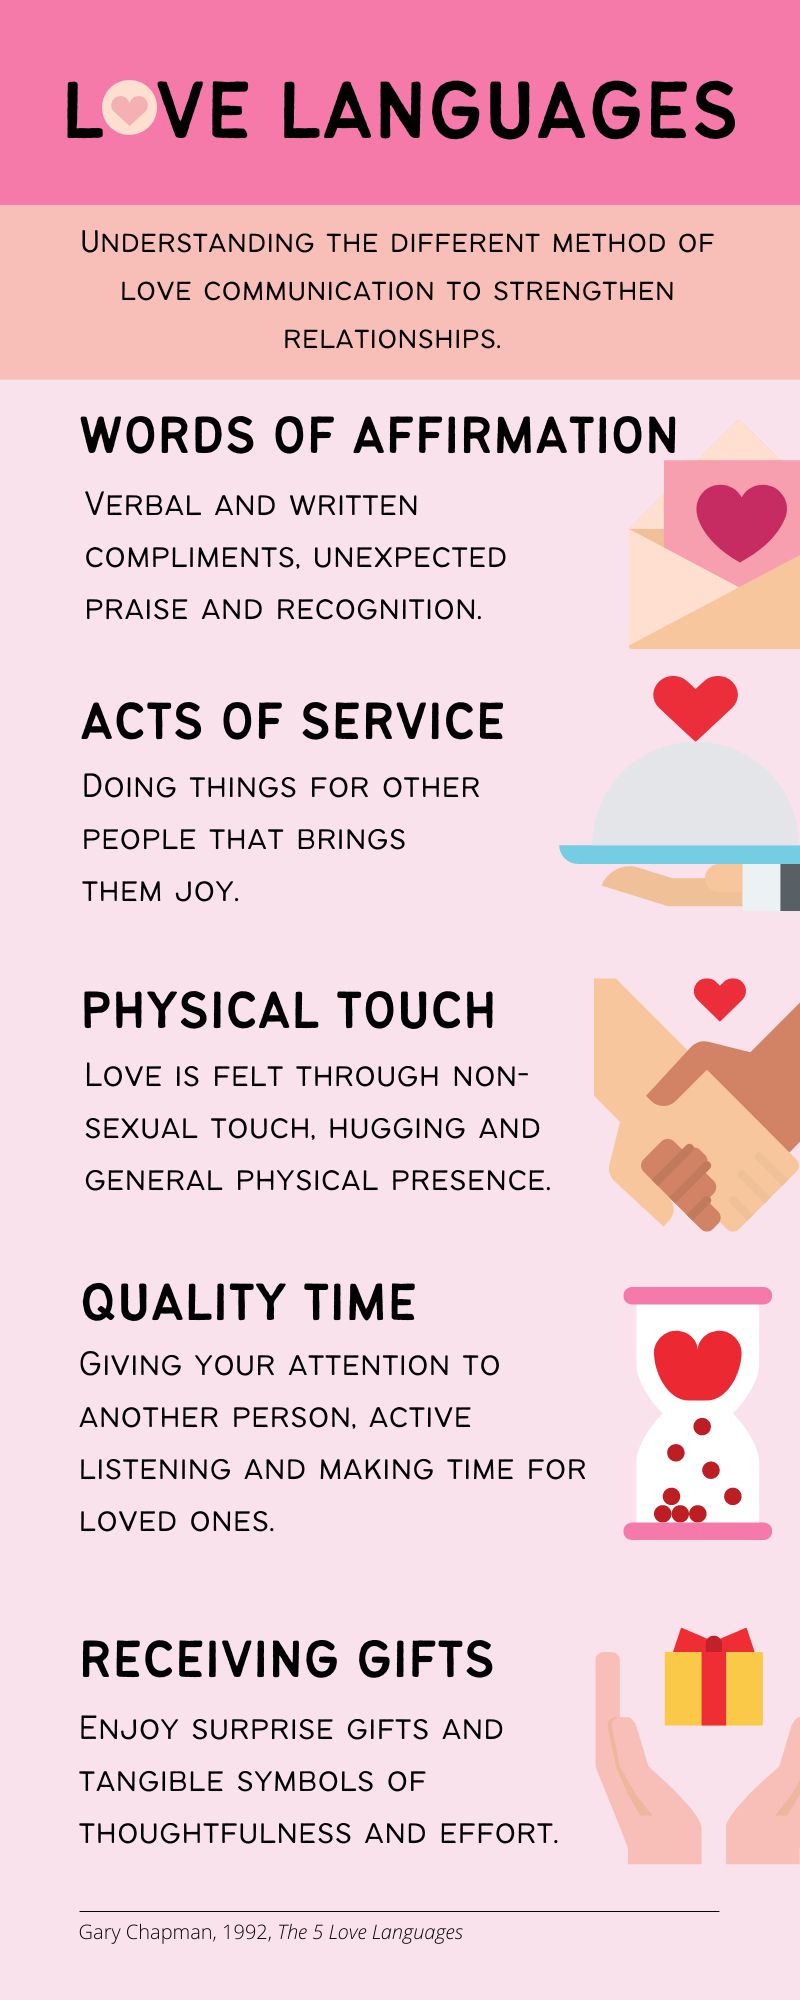 LOVE LANGUAGES
Understanding the different method of
love communication to strengthen
relationships.
WORDS OF AFFIRMATION
Verbal and written
compliments, unexpected
praise and recognition.
ACTS OF SERVICE
Doing things for other
people that brings
them joy.
PHYSICAL TOUCH
Love is felt through non-
sexual touch, hugging and
general physical presence.
QUALITY TIME
Giving your attention to
another person, active
listening and making time for
loved ones.
RECEIVING GIFTS
Enjoy surprise gifts and
tangible symbols of
thoughtfulness and effort.
Gary Chapman, 1992, The 5 Love Languages